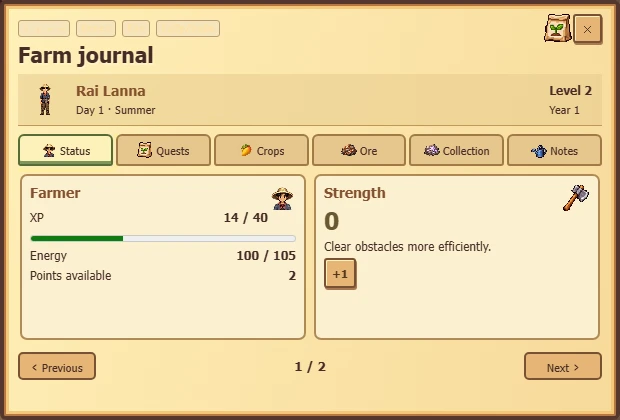 ×
Farm journal
Rai Lanna
Level 2
Day 1 · Summer
Year 1
Status
Quests
Crops
Ore
Collection
Notes
Farmer
XP
14 / 40
Energy
100 / 105
Points available
2
Strength
0
Clear obstacles more efficiently.
+1
‹ Previous
1 / 2
Next ›